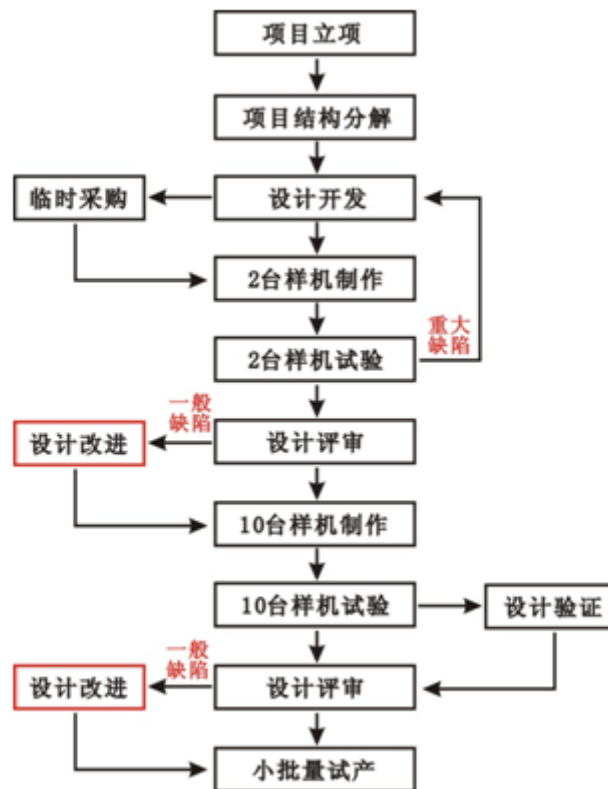 项目立项
项目结构分解
设计开发
临时采购
2台样机制作
重大
缺陷
2台样机试验
一般
缺陷
设计评审
设计改进
10台样机制作
10台样机试验
设计验证
一般
缺陷
设计评审
设计改进
小批量试产